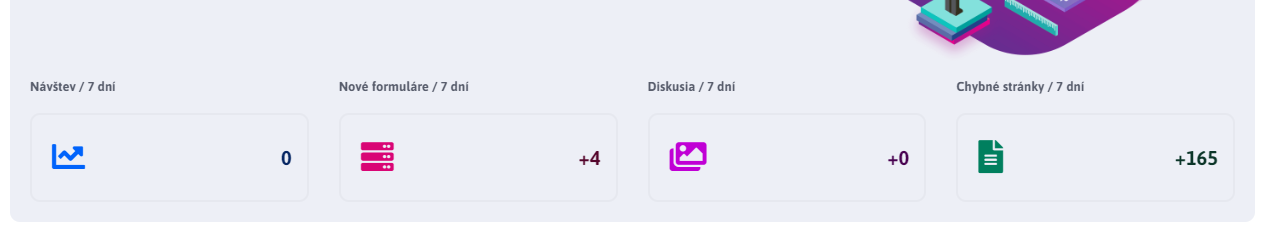 Návštev / 7 dní
0
Nové formuláre / 7 dní
+4
Diskusia / 7 dní
+0
Chybné stránky / 7 dní
+165